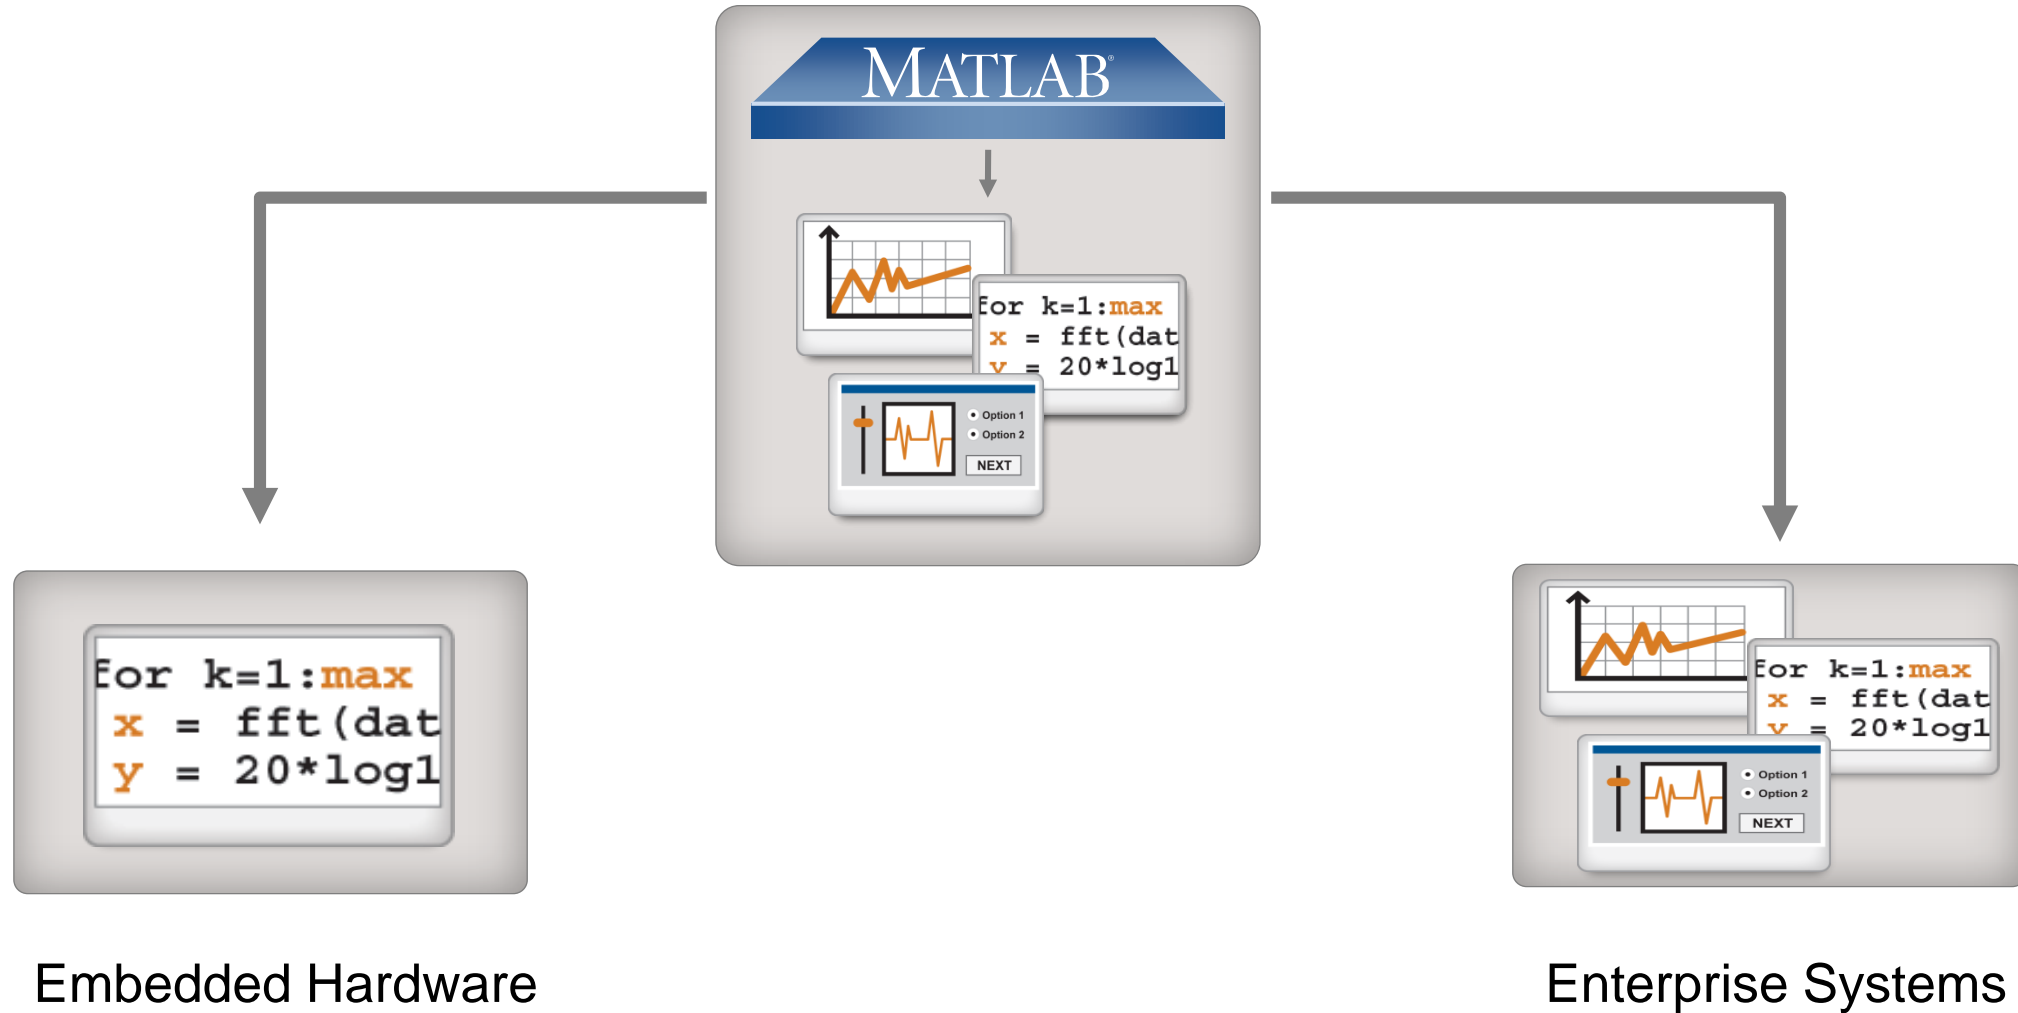 MATLAB®
for k=1:max
x = fft(dat
y = 20*log1
Option 1
Option 2
NEXT
for k=1:max
x = fft(dat
y = 20*log1
for k=1:max
x = fft(dat
y = 20*log1
Option 1
Option 2
NEXT
Embedded Hardware
Enterprise Systems